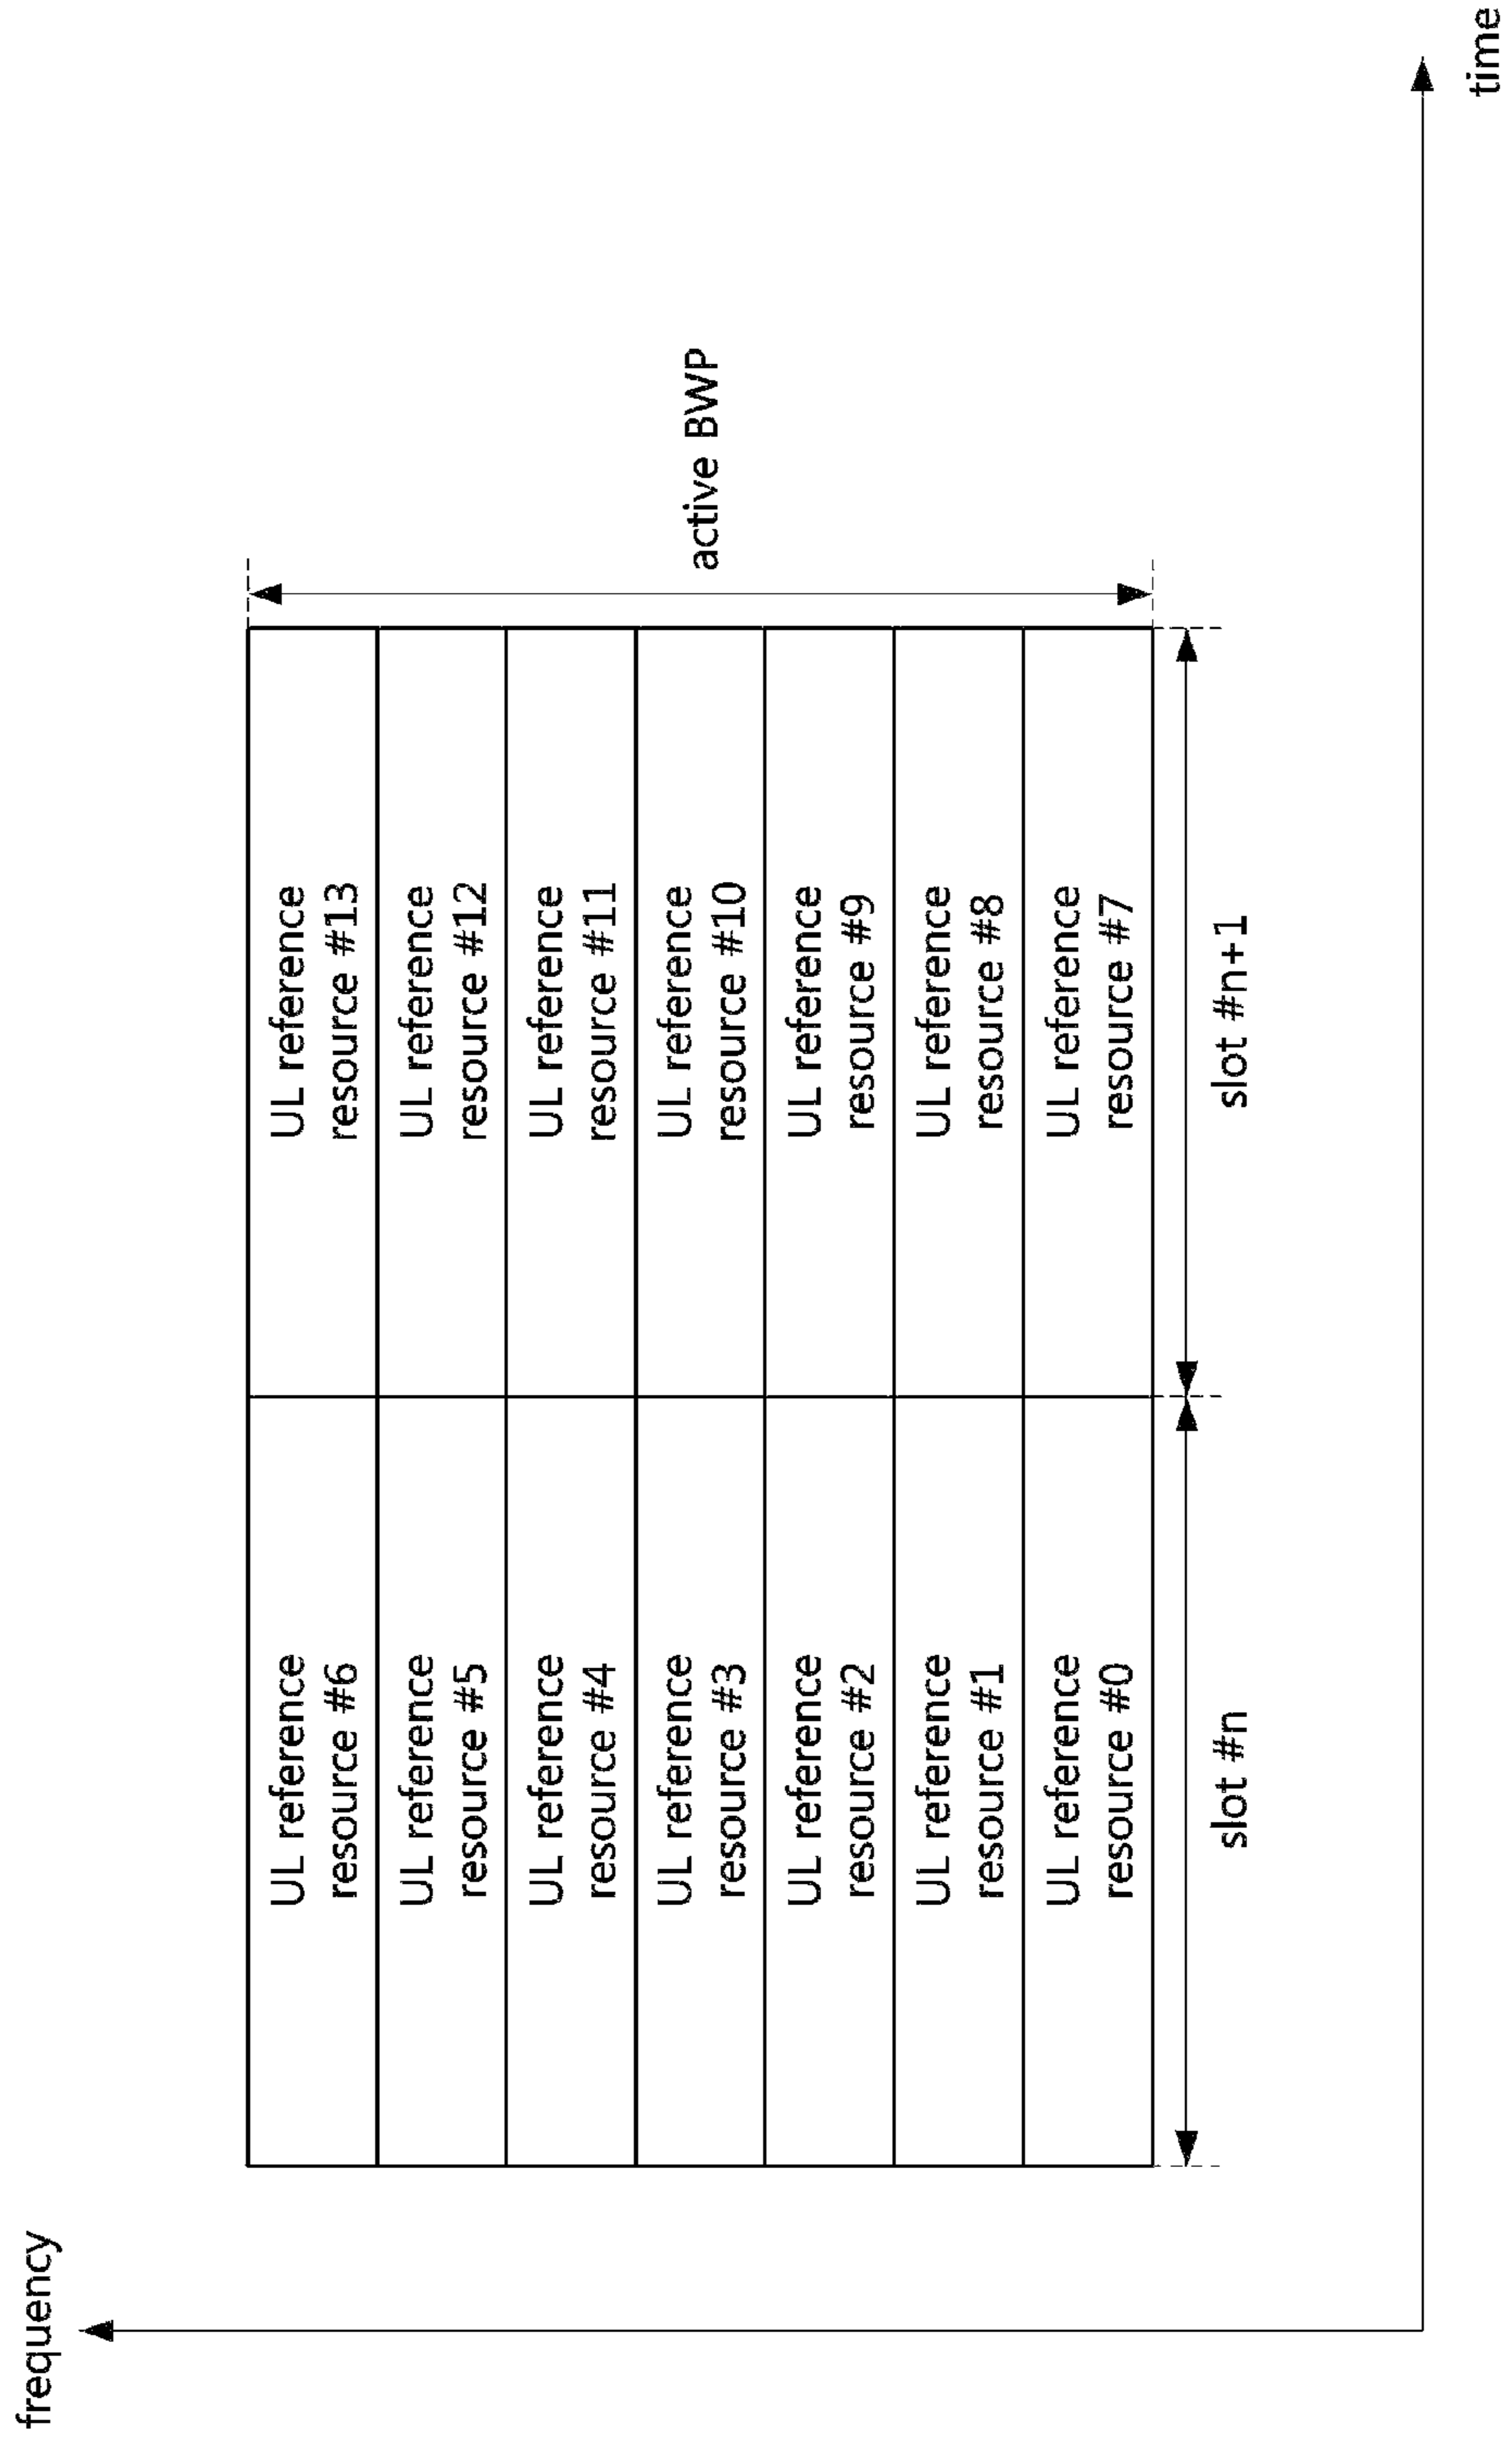 frequency
UL reference
resource #6
UL reference
resource #13
UL reference
resource #5
UL reference
resource #12
UL reference
resource #4
UL reference
resource #11
UL reference
resource #3
UL reference
resource #10
active BWP
UL reference
resource #2
UL reference
resource #9
UL reference
resource #1
UL reference
resource #8
UL reference
resource #0
UL reference
resource #7
slot #n
slot #n+1
time